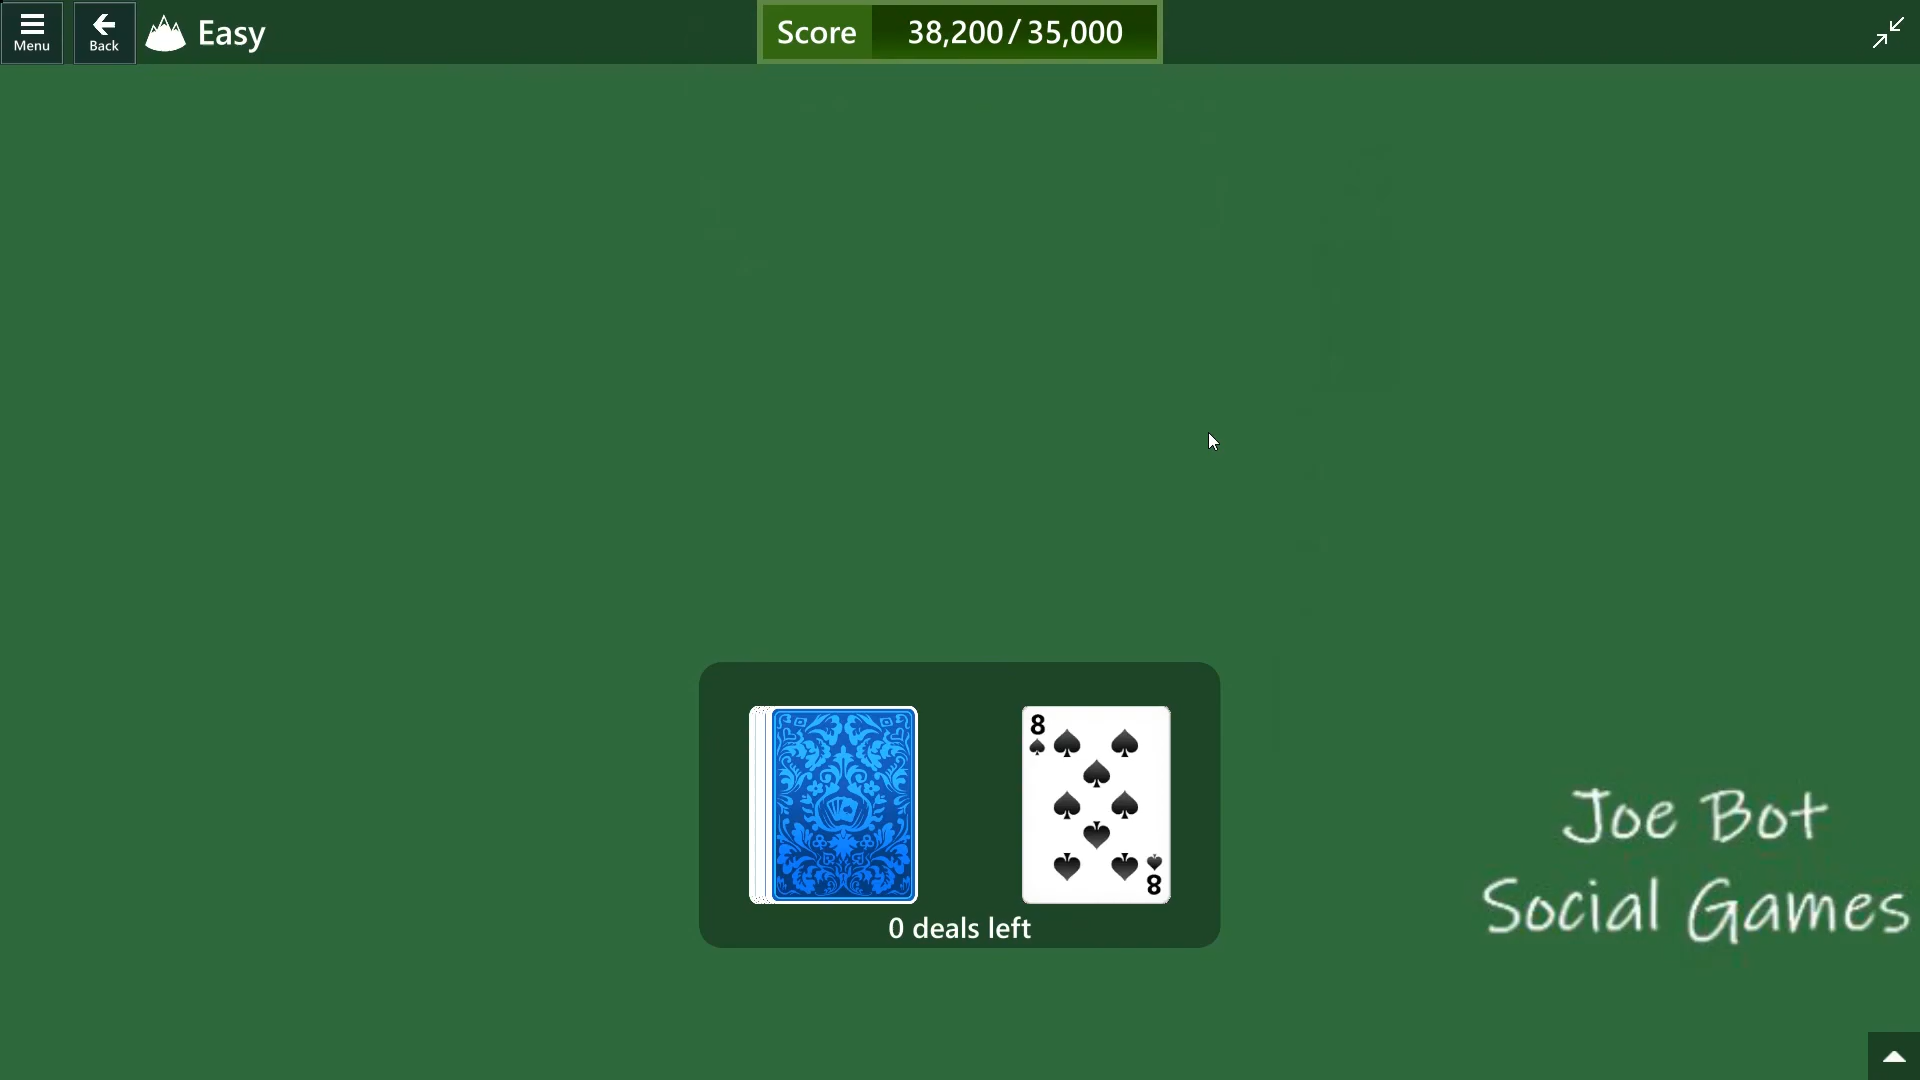 Menu
Back
Easy
Score 38,200/35,000
8
8
0 deals left
Joe Bot
Social Games